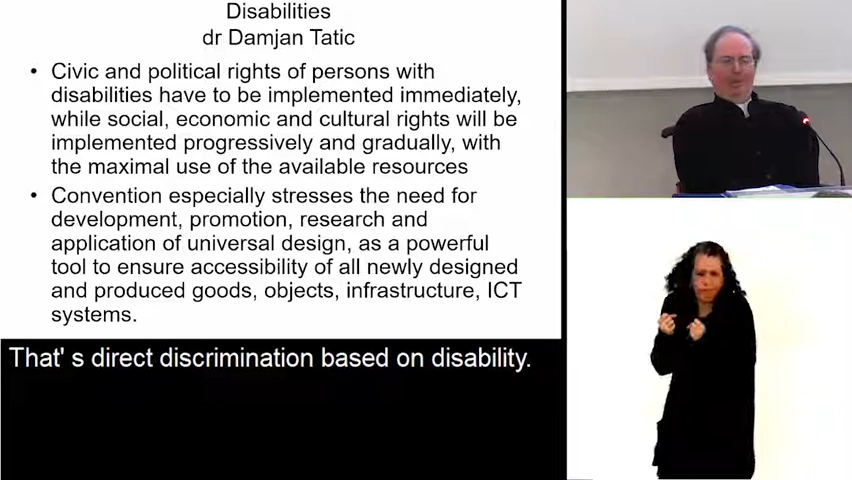 Disabilities
dr Damjan Tatic
• Civic and political rights of persons with
disabilities have to be implemented immediately,
while social, economic and cultural rights will be
implemented progressively and gradually, with
the maximal use of the available resources
• Convention especially stresses the need for
development, promotion, research and
application of universal design, as a powerful
tool to ensure accessibility of all newly designed
and produced goods, objects, infrastructure, ICT
systems.
That' s direct discrimination based on disability.